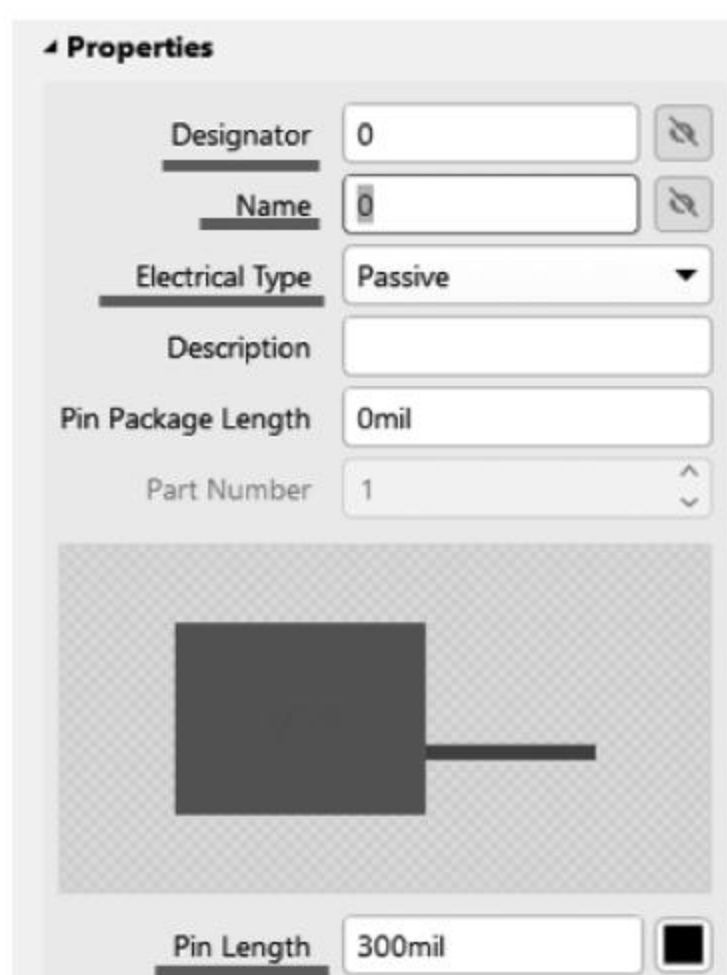 Properties
Designator 0
Name 0
Electrical Type Passive
Description
Pin Package Length 0mil
Part Number 1
Pin Length 300mil